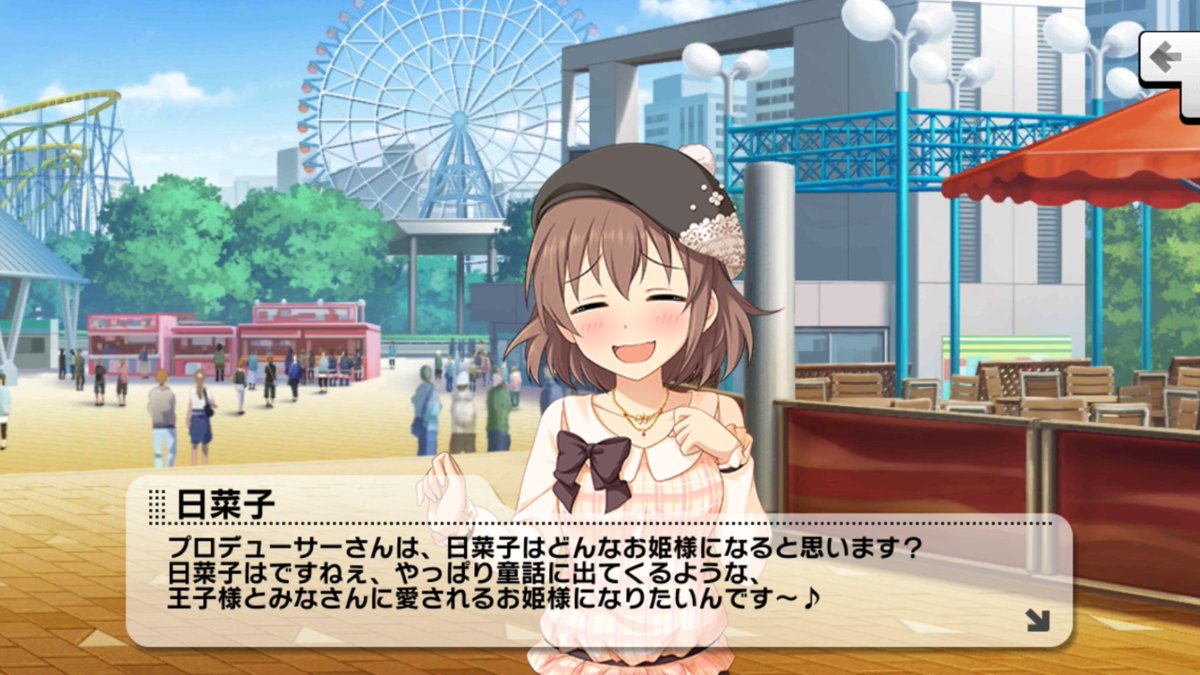 日菜子
プロデューサーさんは、日菜子はどんなお姫様になると思います？
日菜子はですねぇ、やっぱり童話に出てくるような、
王子様とみなさんに愛されるお姫様になりたいんです～♪